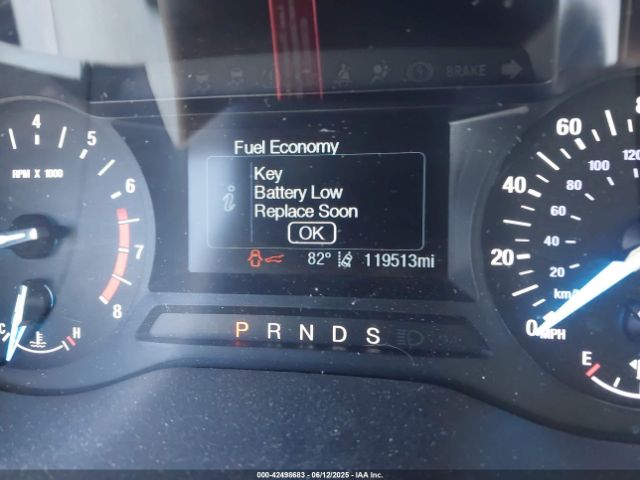 BRAKE
4
5
6
7
8
RPM X 1000
C H
Fuel Economy
Key
Battery Low
Replace Soon
OK
82° 119513mi
P R N D S
60
40
20
0
MPH
120
100
80
60
40
20
km/
E
000-42498683 - 06/12/2025 - IAA Inc.